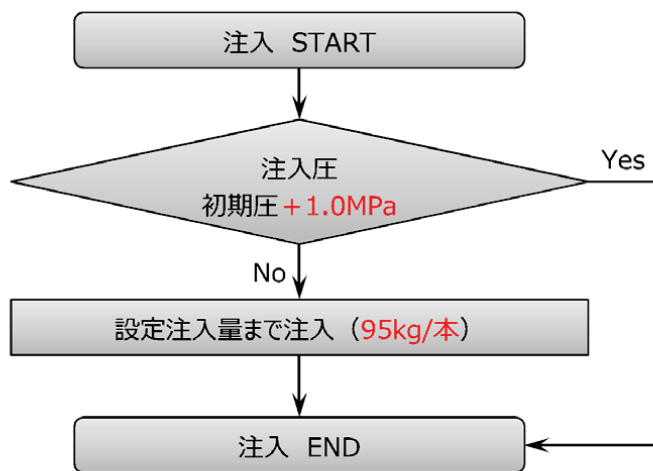 注入 START
注入圧
初期圧+1.0MPa
Yes
No
設定注入量まで注入（95kg/本）
注入 END